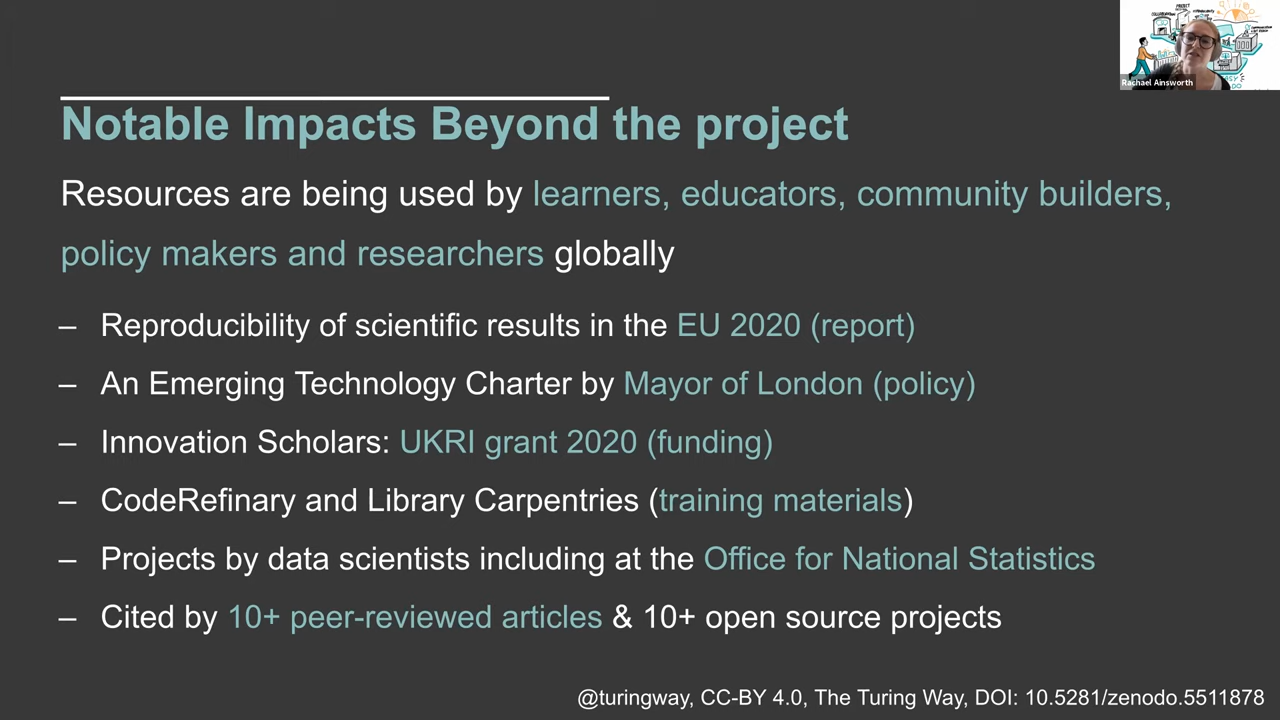 Rachael Ainsworth
Notable Impacts Beyond the project
Resources are being used by learners, educators, community builders,
policy makers and researchers globally
– Reproducibility of scientific results in the EU 2020 (report)
– An Emerging Technology Charter by Mayor of London (policy)
– Innovation Scholars: UKRI grant 2020 (funding)
– CodeRefinary and Library Carpentries (training materials)
– Projects by data scientists including at the Office for National Statistics
– Cited by 10+ peer-reviewed articles & 10+ open source projects
@turingway, CC-BY 4.0, The Turing Way, DOI: 10.5281/zenodo.5511878